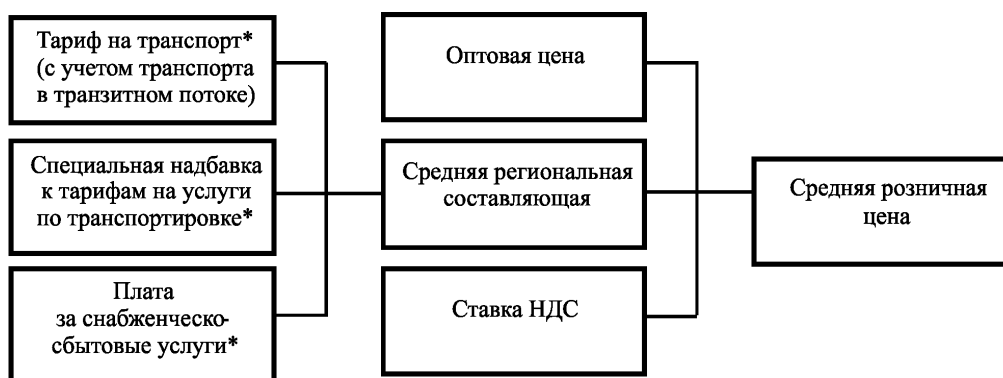 Тариф на транспорт*
(с учетом транспорта
в транзитном потоке)
Специальная надбавка
к тарифам на услуги
по транспортировке*
Плата
за снабженческо-
сбытовые услуги*
Оптовая цена
Средняя региональная
составляющая
Ставка НДС
Средняя розничная
цена